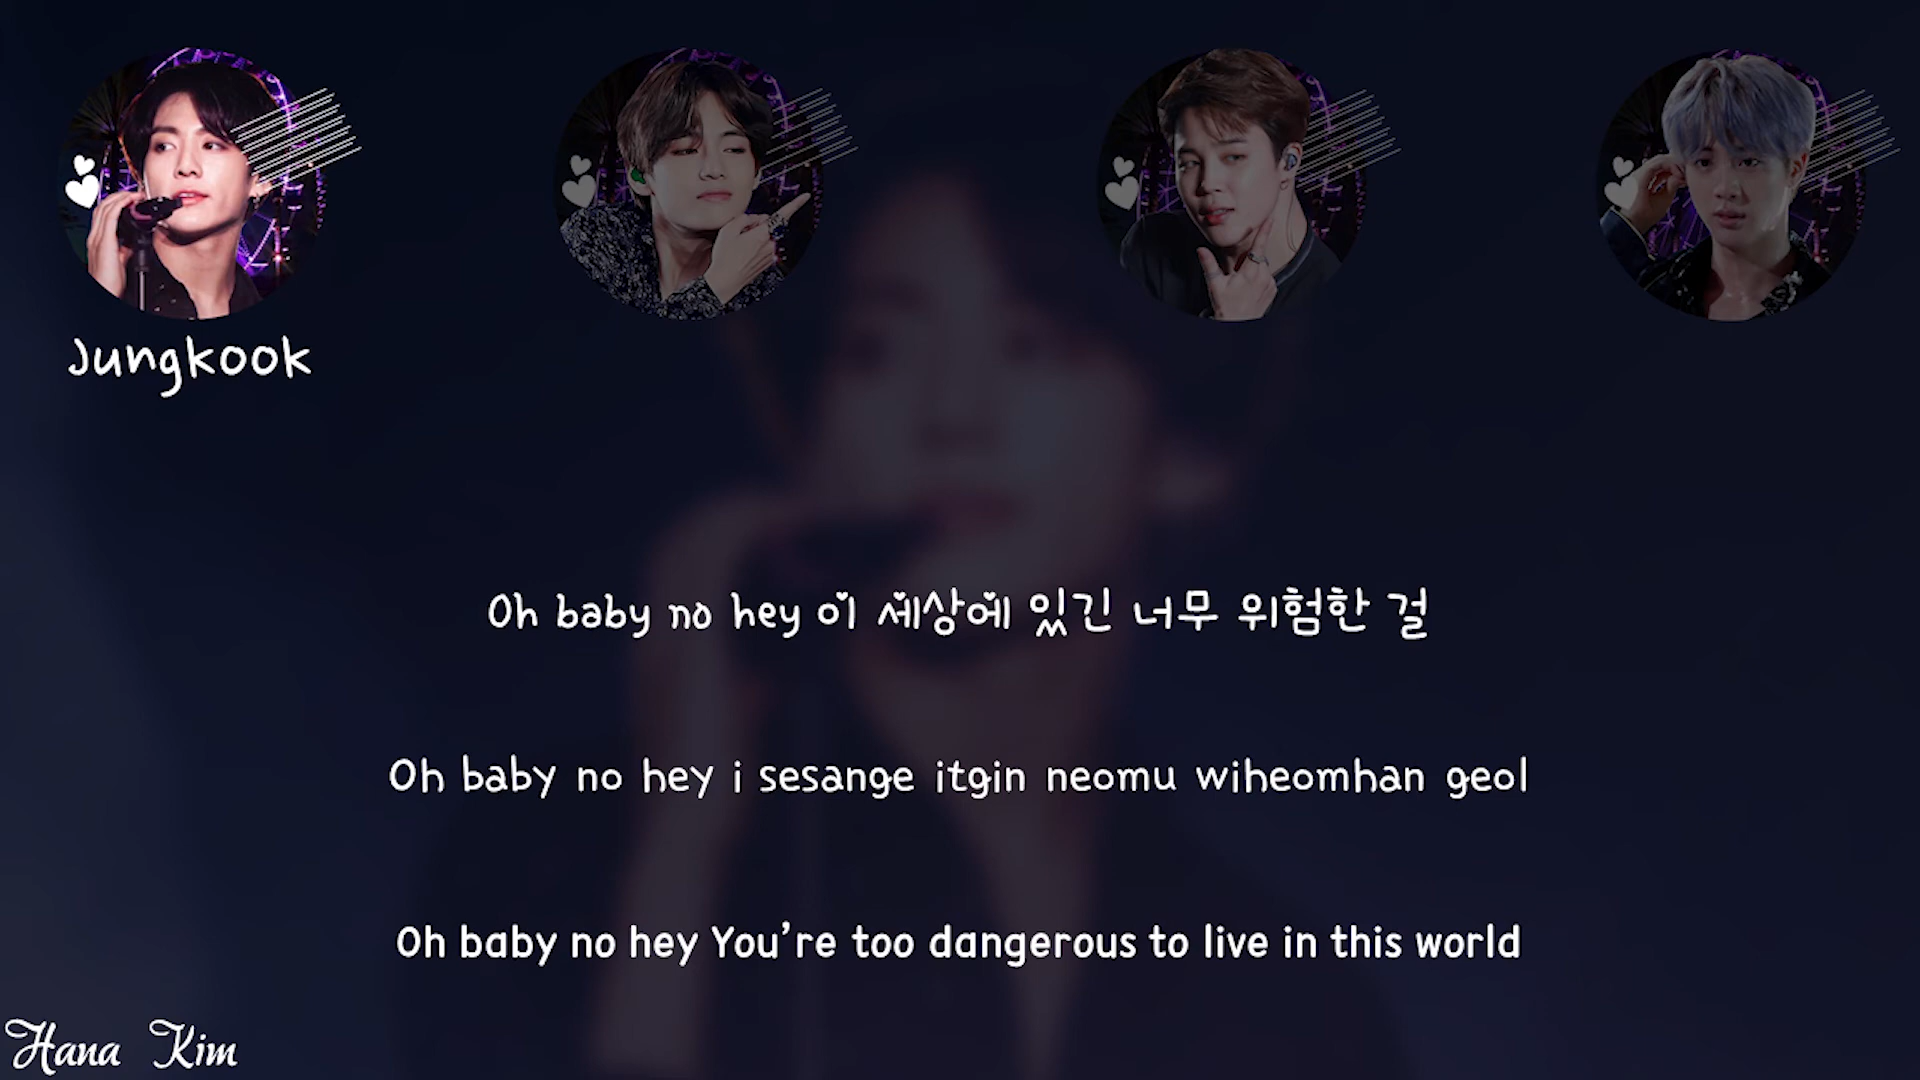 Jungkook
Oh baby no hey 이 세상에 있긴 너무 위험한 걸
Oh baby no hey i sesange itgin neomu wiheomhan geol
Oh baby no hey You're too dangerous to live in this world
Hana Kim